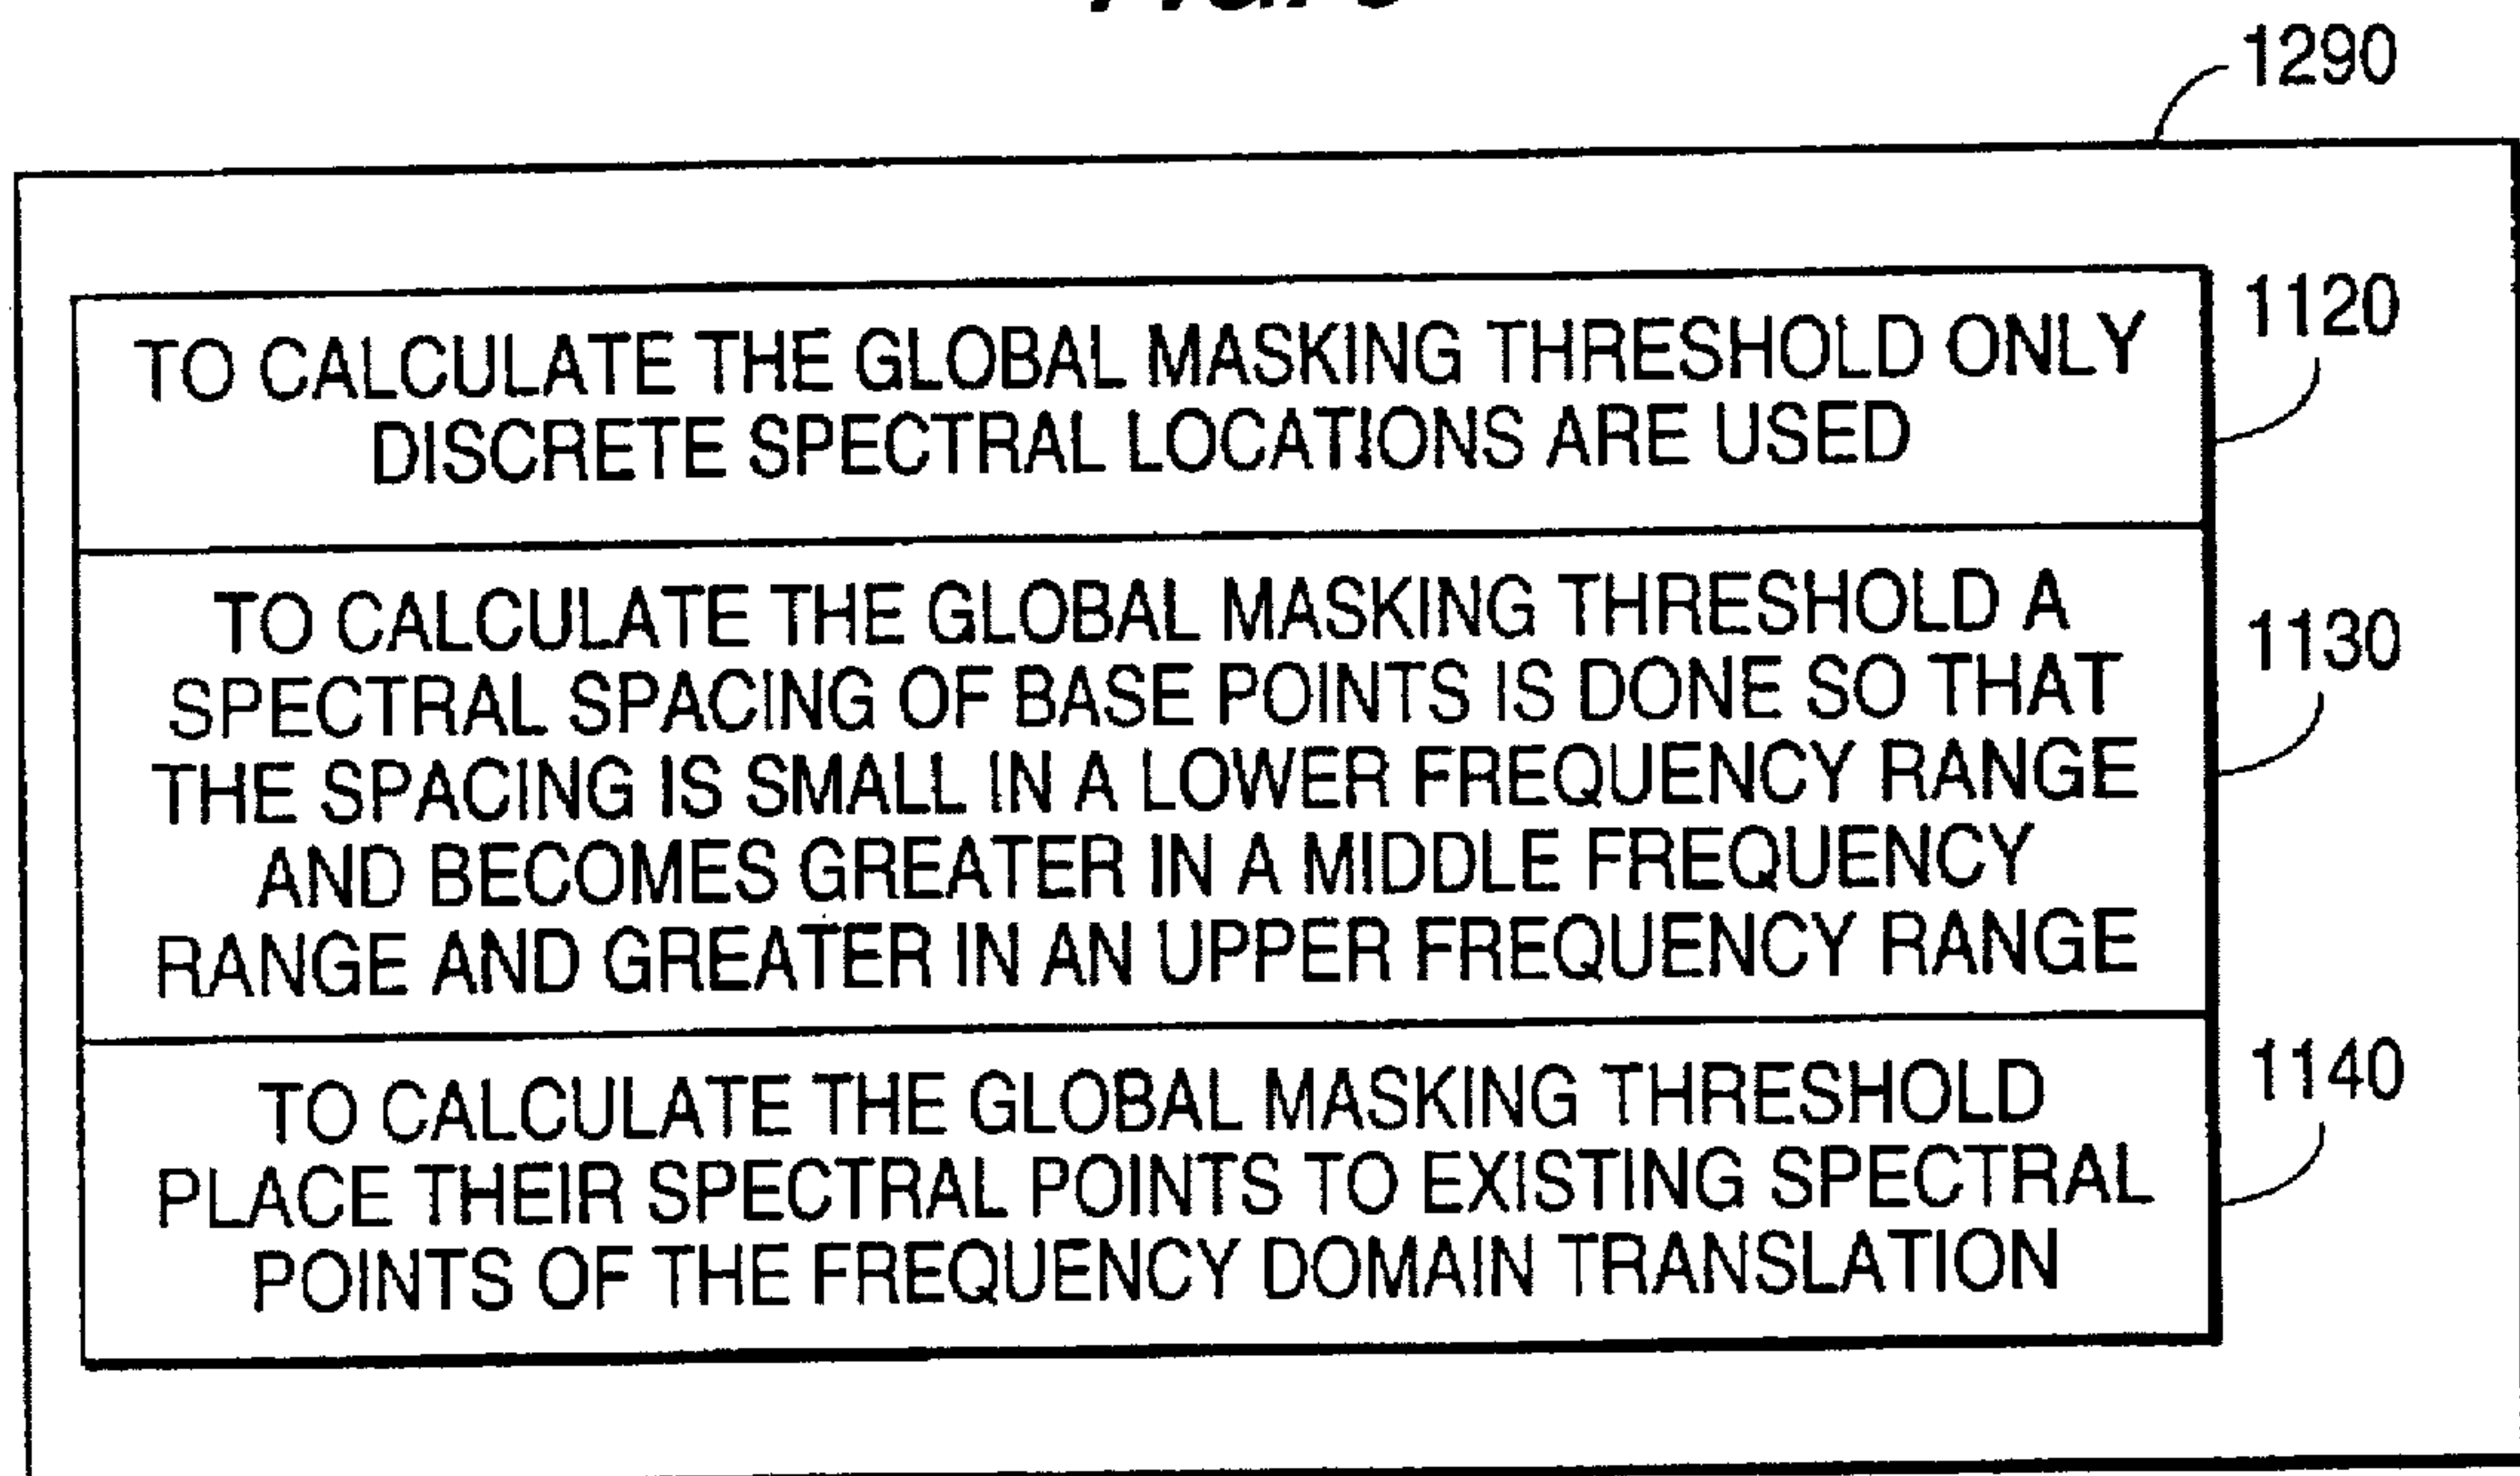 1290
TO CALCULATE THE GLOBAL MASKING THRESHOLD ONLY
DISCRETE SPECTRAL LOCATIONS ARE USED
1120
TO CALCULATE THE GLOBAL MASKING THRESHOLD A
SPECTRAL SPACING OF BASE POINTS IS DONE SO THAT
THE SPACING IS SMALL IN A LOWER FREQUENCY RANGE
AND BECOMES GREATER IN A MIDDLE FREQUENCY
RANGE AND GREATER IN AN UPPER FREQUENCY RANGE
1130
TO CALCULATE THE GLOBAL MASKING THRESHOLD
PLACE THEIR SPECTRAL POINTS TO EXISTING SPECTRAL
POINTS OF THE FREQUENCY DOMAIN TRANSLATION
1140